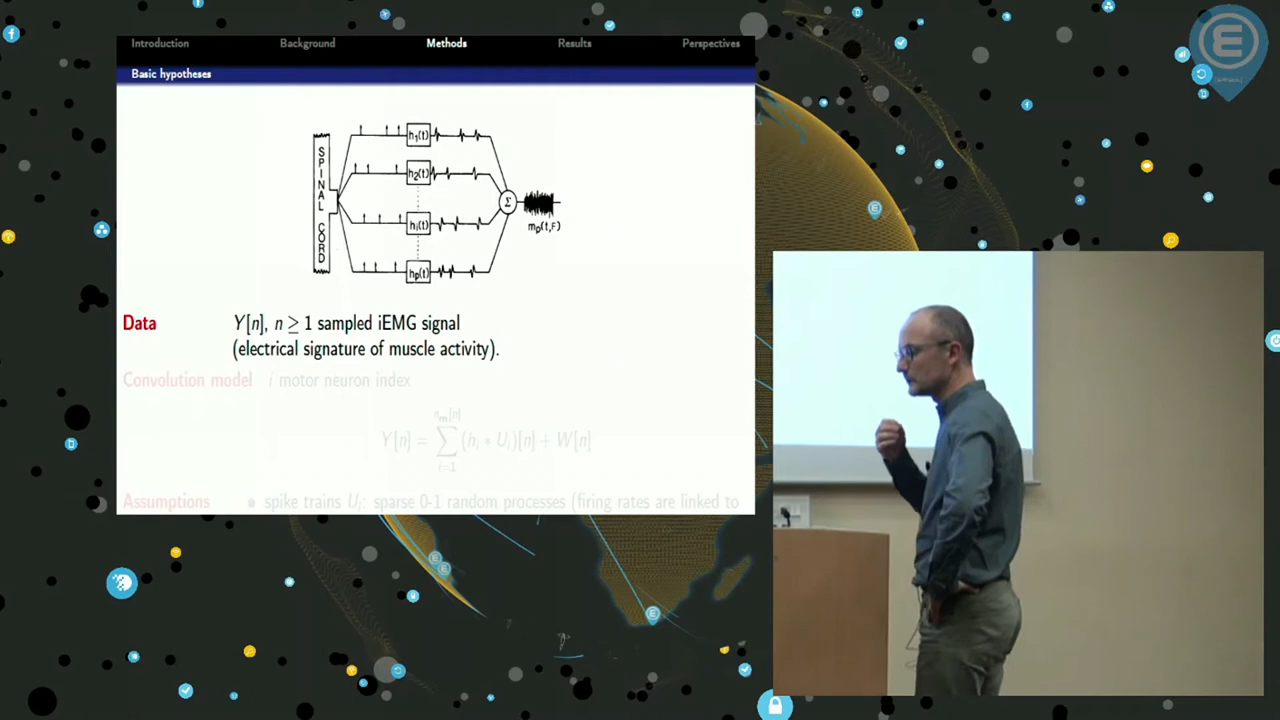 Introduction Background Methods Results Perspectives
Basic hypotheses
SPINAL CORD
h₁(t)
h₂(t)
hᵢ(t)
hₚ(t)
Σ
mₚ(t,F)
Data Y[n], n ≥ 1 sampled iEMG signal
(electrical signature of muscle activity).
Convolution model i motor neuron index
Y[n] = ∑_{i=1}^{n_m[n]} (hᵢ * Uᵢ)[n] + W[n]
Assumptions • spike trains Uᵢ: sparse 0-1 random processes (firing rates are linked to